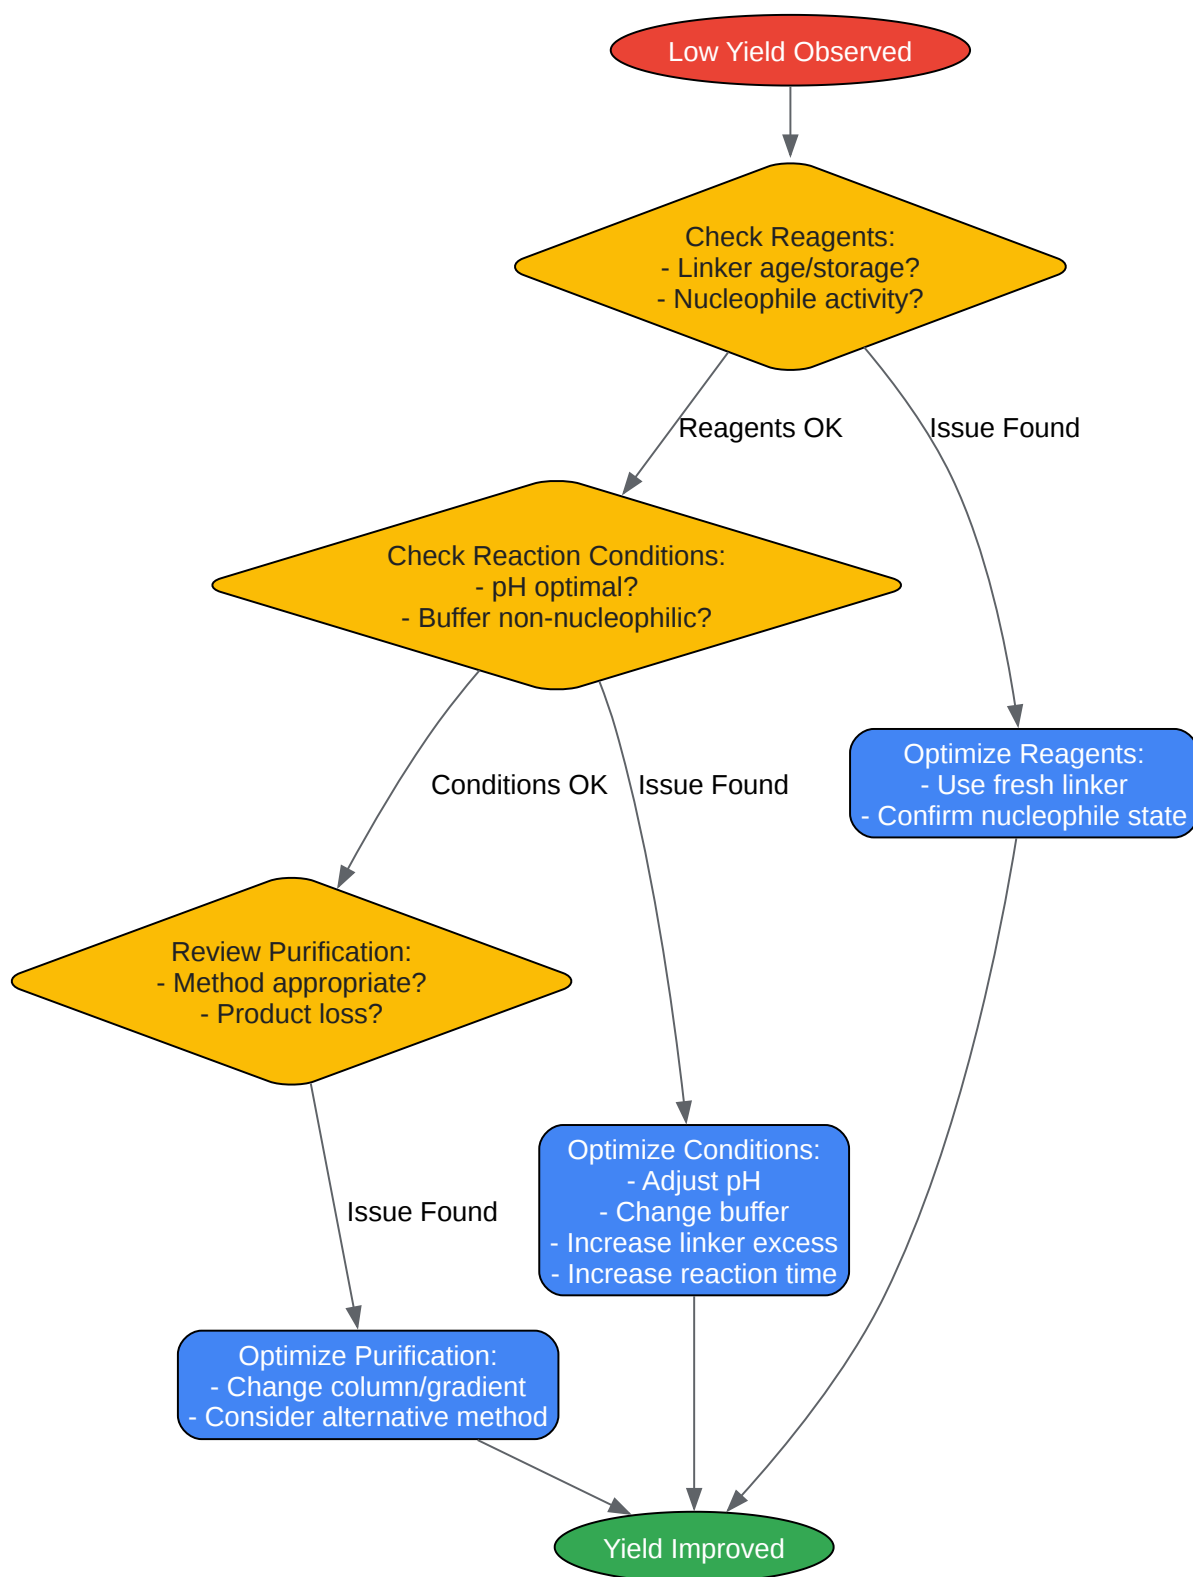 Low Yield Observed
Check Reagents:
- Linker age/storage?
- Nucleophile activity?
Reagents OK
Issue Found
Check Reaction Conditions:
- pH optimal?
- Buffer non-nucleophilic?
Optimize Reagents:
- Use fresh linker
- Confirm nucleophile state
Conditions OK
Issue Found
Review Purification:
- Method appropriate?
- Product loss?
Optimize Conditions:
- Adjust pH
- Change buffer
- Increase linker excess
- Increase reaction time
Issue Found
Optimize Purification:
- Change column/gradient
- Consider alternative method
Yield Improved